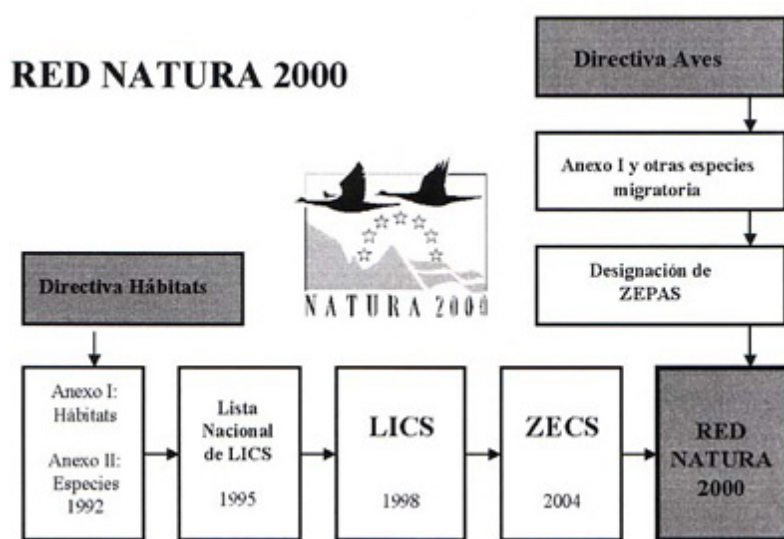 RED NATURA 2000
Directiva Aves
Anexo I y otras especies
migratoria
Designación de
ZEPAS
NATURA 2000
Directiva Hábitats
Anexo I:
Hábitats
Anexo II:
Especies
1992
Lista
Nacional
de LICS
1995
LICS
1998
ZECS
2004
RED
NATURA
2000